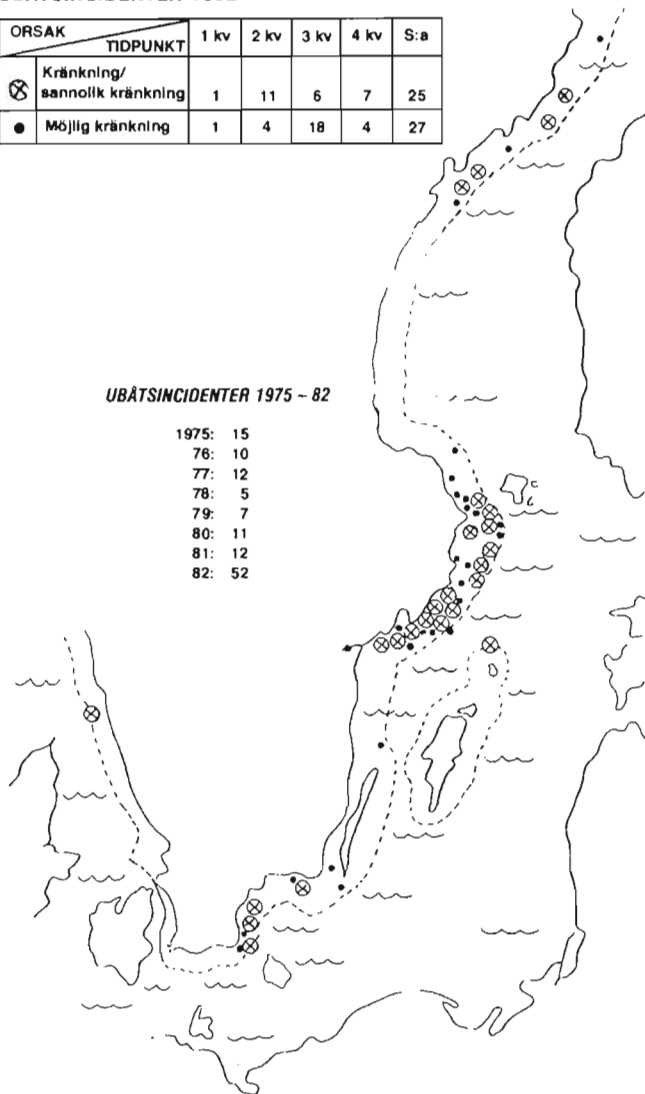 ORSAK
TIDPUNKT
1 kv 2 kv 3 kv 4 kv S:a
Kränkning/
sannolik kränkning 1 11 6 7 25
Möjlig kränkning 1 4 18 4 27
UBÅTSINCIDENTER 1975 – 82
1975: 15
76: 10
77: 12
78: 5
79: 7
80: 11
81: 12
82: 52